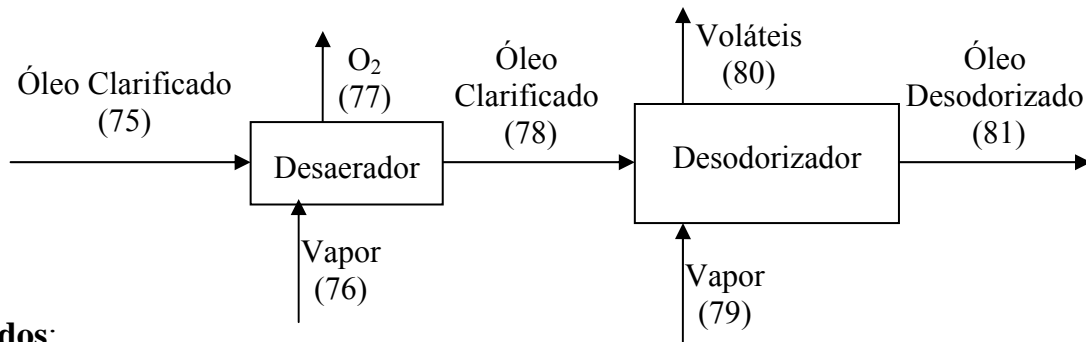 Óleo Clarificado
(75)
O₂
(77)
Óleo
Clarificado
(78)
Voláteis
(80)
Óleo
Desodorizado
(81)
Desaerador
Desodorizador
Vapor
(76)
Vapor
(79)
dos: